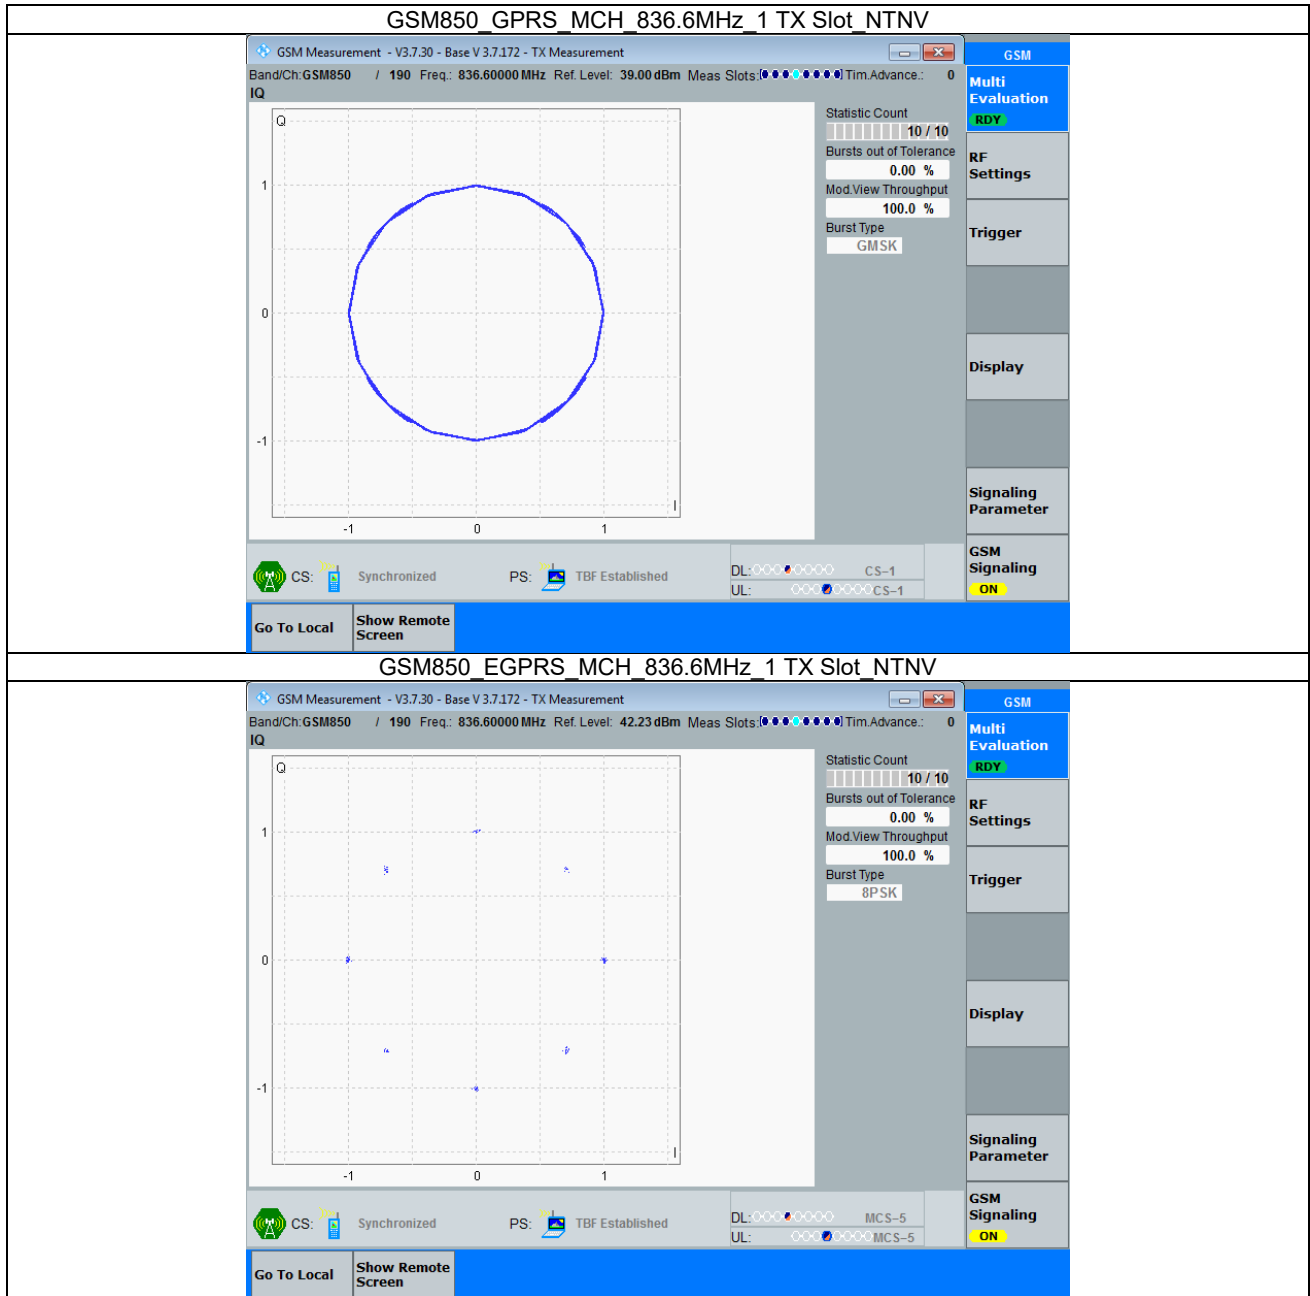 GSM850_GPRS_MCH_836.6MHz_1 TX Slot_NTNV
GSM Measurement - V3.7.30 - Base V 3.7.172 - TX Measurement
GSM
Band/Ch: GSM850 / 190 Freq.: 836.60000 MHz Ref. Level: 39.00 dBm Meas Slots: Tim.Advance.: 0
IQ
Multi
Evaluation
RDY
Q
Statistic Count
10 / 10
Bursts out of Tolerance
0.00 %
Mod.View Throughput
100.0 %
Burst Type
GMSK
RF
Settings
Trigger
Display
Signaling
Parameter
GSM
Signaling
ON
1
0
-1
I
-1 0 1
CS: Synchronized PS: TBF Established
DL: CS-1
UL: CS-1
Go To Local
Show Remote
Screen
GSM850_EGPRS_MCH_836.6MHz_1 TX Slot_NTNV
GSM Measurement - V3.7.30 - Base V 3.7.172 - TX Measurement
GSM
Band/Ch: GSM850 / 190 Freq.: 836.60000 MHz Ref. Level: 42.23 dBm Meas Slots: Tim.Advance.: 0
IQ
Multi
Evaluation
RDY
Q
Statistic Count
10 / 10
Bursts out of Tolerance
0.00 %
Mod.View Throughput
100.0 %
Burst Type
8PSK
RF
Settings
Trigger
Display
Signaling
Parameter
GSM
Signaling
ON
1
0
-1
I
-1 0 1
CS: Synchronized PS: TBF Established
DL: MCS-5
UL: MCS-5
Go To Local
Show Remote
Screen